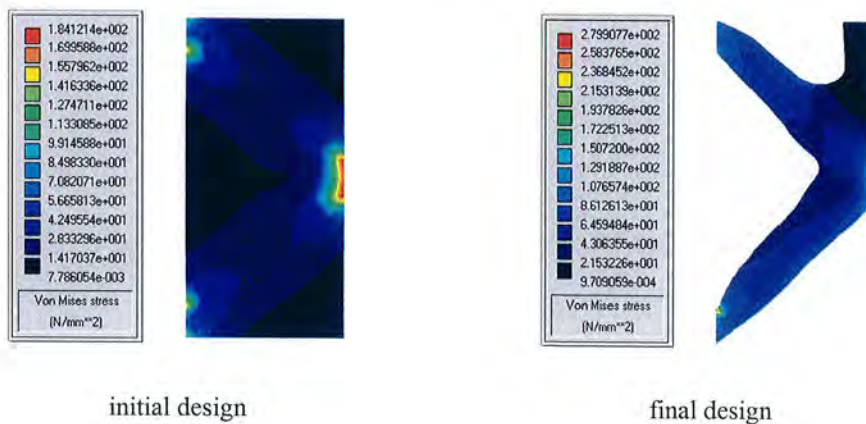 1.841214e+002
1.699588e+002
1.557962e+002
1.416336e+002
1.274711e+002
1.133085e+002
9.914588e+001
8.498330e+001
7.082071e+001
5.665813e+001
4.249554e+001
2.833296e+001
1.417037e+001
7.786054e-003
Von Mises stress
(N/mm**2)
initial design
2.799077e+002
2.583765e+002
2.368452e+002
2.153139e+002
1.937826e+002
1.722513e+002
1.507200e+002
1.291887e+002
1.076574e+002
8.612613e+001
6.459484e+001
4.306355e+001
2.153226e+001
9.709059e-004
Von Mises stress
(N/mm**2)
final design